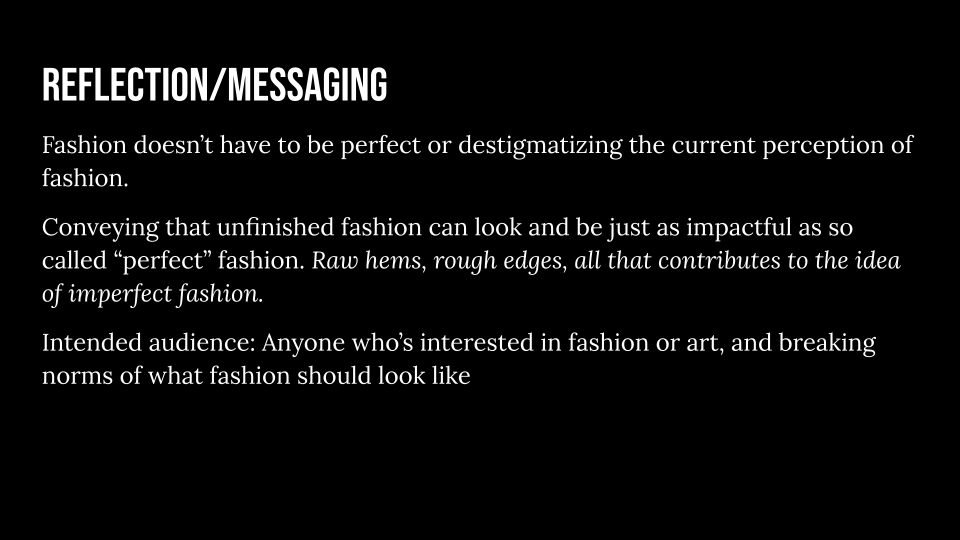 REFLECTION/MESSAGING
Fashion doesn’t have to be perfect or destigmatizing the current perception of
fashion.
Conveying that unfinished fashion can look and be just as impactful as so
called “perfect” fashion. Raw hems, rough edges, all that contributes to the idea
of imperfect fashion.
Intended audience: Anyone who’s interested in fashion or art, and breaking
norms of what fashion should look like